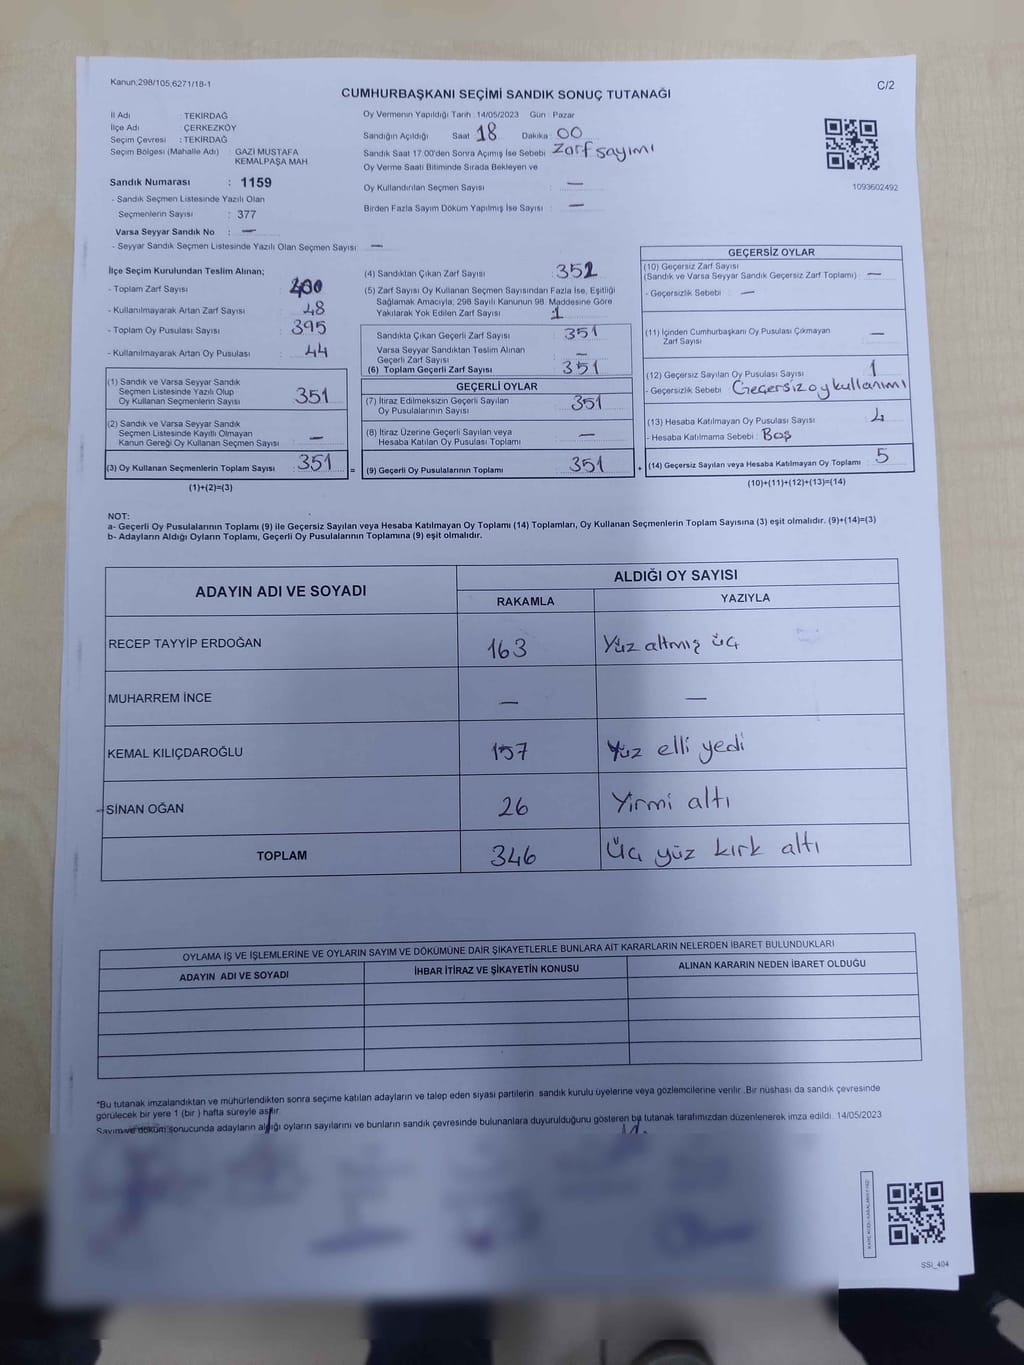 Kanun,298/105,6271/18-1
C/2
CUMHURBAŞKANI SEÇİMİ SANDIK SONUÇ TUTANAĞI
İl Adı : TEKİRDAĞ
İlçe Adı : ÇERKEZKÖY
Seçim Çevresi : TEKİRDAĞ
Seçim Bölgesi (Mahalle Adı) : GAZİ MUSTAFA
KEMALPAŞA MAH
Sandık Numarası : 1159
- Sandık Seçmen Listesinde Yazılı Olan
Seçmenlerin Sayısı : 377
Varsa Seyyar Sandık No : —
- Seyyar Sandık Seçmen Listesinde Yazılı Olan Seçmen Sayısı : —
Oy Vermenin Yapıldığı Tarih : 14/05/2023 Gün : Pazar
Sandığın Açıldığı Saat 18 Dakika 00
Sandık Saat 17:00'den Sonra Açımış İse Sebebi : Zarf sayımı
Oy Verme Saati Bitiminde Sırada Bekleyen ve
Oy Kullandırılan Seçmen Sayısı : —
Birden Fazla Sayım Döküm Yapılmış İse Sayısı : —
1093602492
İlçe Seçim Kurulundan Teslim Alınan;
- Toplam Zarf Sayısı : 400
- Kullanılmayarak Artan Zarf Sayısı : 48
- Toplam Oy Pusulası Sayısı : 395
- Kullanılmayarak Artan Oy Pusulası : 44
(1) Sandık ve Varsa Seyyar Sandık
Seçmen Listesinde Yazılı Olup
Oy Kullanan Seçmenlerin Sayısı : 351
(2) Sandık ve Varsa Seyyar Sandık
Seçmen Listesinde Kayıtlı Olmayan
Kanun Gereği Oy Kullanan Seçmen Sayısı : —
(3) Oy Kullanan Seçmenlerin Toplam Sayısı : 351
(1)+(2)=(3)
=
(4) Sandıktan Çıkan Zarf Sayısı : 352
(5) Zarf Sayısı Oy Kullanan Seçmen Sayısından Fazla İse, Eşitliği
Sağlamak Amacıyla; 298 Sayılı Kanunun 98. Maddesine Göre
Yakılarak Yok Edilen Zarf Sayısı : 1
Sandıkta Çıkan Geçerli Zarf Sayısı : 351
Varsa Seyyar Sandıktan Teslim Alınan
Geçerli Zarf Sayısı : —
(6) Toplam Geçerli Zarf Sayısı : 351
GEÇERLİ OYLAR
(7) İtiraz Edilmeksizin Geçerli Sayılan
Oy Pusulalarının Sayısı : 351
(8) İtiraz Üzerine Geçerli Sayılan veya
Hesaba Katılan Oy Pusulası Toplamı : —
(9) Geçerli Oy Pusulalarının Toplamı : 351
+
GEÇERSİZ OYLAR
(10) Geçersiz Zarf Sayısı
(Sandık ve Varsa Seyyar Sandık Geçersiz Zarf Toplamı) : —
- Geçersizlik Sebebi : —
(11) İçinden Cumhurbaşkanı Oy Pusulası Çıkmayan
Zarf Sayısı : —
(12) Geçersiz Sayılan Oy Pusulası Sayısı : 1
- Geçersizlik Sebebi : Geçersiz oy kullanımı
(13) Hesaba Katılmayan Oy Pusulası Sayısı : 4
- Hesaba Katılmama Sebebi : Boş
(14) Geçersiz Sayılan veya Hesaba Katılmayan Oy Toplamı : 5
(10)+(11)+(12)+(13)=(14)
NOT:
a- Geçerli Oy Pusulalarının Toplamı (9) ile Geçersiz Sayılan veya Hesaba Katılmayan Oy Toplamı (14) Toplamları, Oy Kullanan Seçmenlerin Toplam Sayısına (3) eşit olmalıdır. (9)+(14)=(3)
b- Adayların Aldığı Oyların Toplamı, Geçerli Oy Pusulalarının Toplamına (9) eşit olmalıdır.
ADAYIN ADI VE SOYADI
ALDIĞI OY SAYISI
RAKAMLA YAZIYLA
RECEP TAYYİP ERDOĞAN 163 Yüz altmış üç
MUHARREM İNCE — —
KEMAL KILIÇDAROĞLU 157 Yüz elli yedi
SİNAN OĞAN 26 Yirmi altı
TOPLAM 346 Üç yüz kırk altı
OYLAMA İŞ VE İŞLEMLERİNE VE OYLARIN SAYIM VE DÖKÜMÜNE DAİR ŞİKAYETLERLE BUNLARA AİT KARARLARIN NELERDEN İBARET BULUNDUKLARI
ADAYIN ADI VE SOYADI İHBAR İTİRAZ VE ŞİKAYETİN KONUSU ALINAN KARARIN NEDEN İBARET OLDUĞU
*Bu tutanak imzalandıktan ve mühürlendikten sonra seçime katılan adayların ve talep eden siyasi partilerin sandık kurulu üyelerine veya gözlemcilerine verilir .Bir nüshası da sandık çevresinde
görülecek bir yere 1 (bir ) hafta süreyle asılır.
Sayım ve döküm sonucunda adayların aldığı oyların sayılarını ve bunların sandık çevresinde bulunanlara duyurulduğunu gösteren bu tutanak tarafımızdan düzenlenerek imza edildi. 14/05/2023
SSI_404